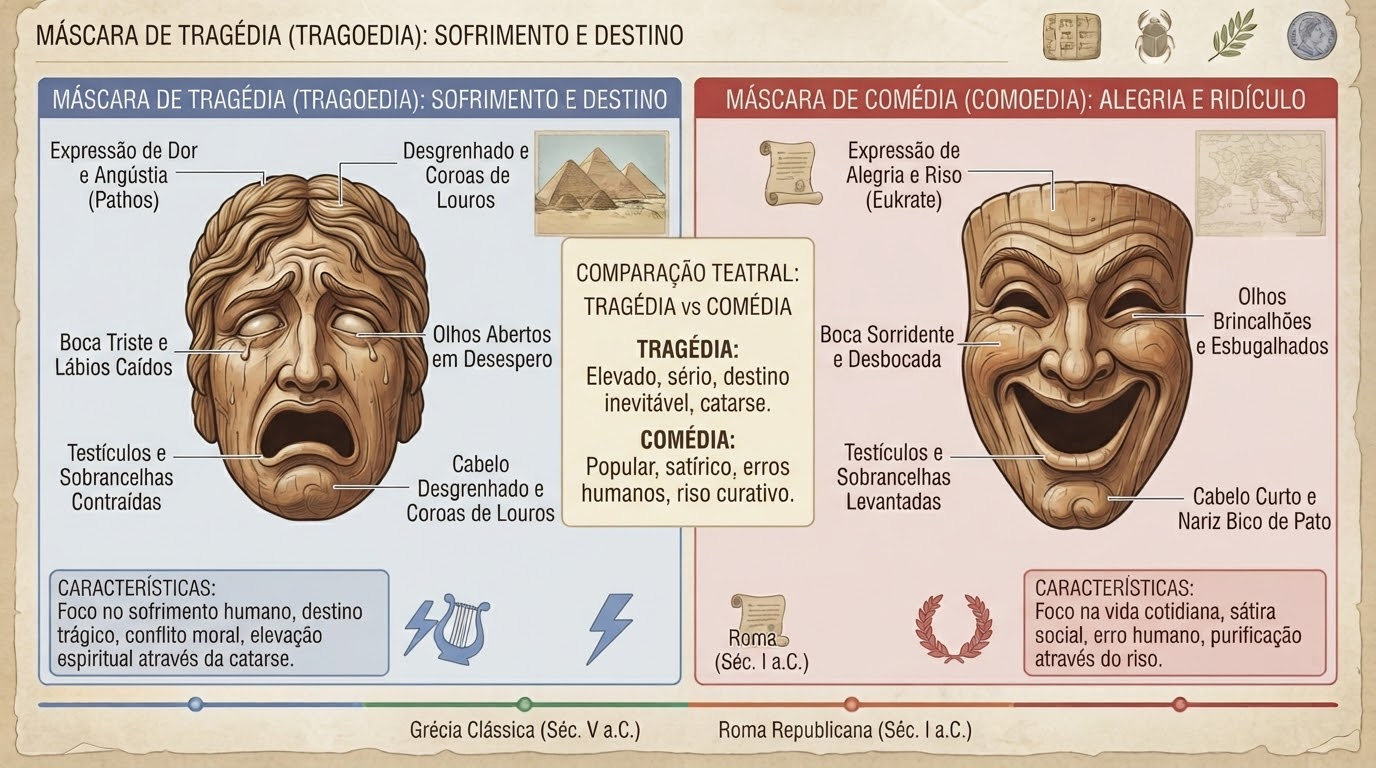 MÁSCARA DE TRAGÉDIA (TRAGOEDIA): SOFRIMENTO E DESTINO
MÁSCARA DE TRAGÉDIA (TRAGOEDIA): SOFRIMENTO E DESTINO
Expressão de Dor
e Angústia
(Pathos)
Desgrenhado e
Coroas de
Louros
Boca Triste e
Lábios Caídos
Olhos Abertos
em Desespero
Testículos e
Sobrancelhas
Contraídas
Cabelo
Desgrenhado e
Coroas de Louros
CARACTERÍSTICAS:
Foco no sofrimento humano, destino
trágico, conflito moral, elevação
espiritual através da catarse.
COMPARAÇÃO TEATRAL:
TRAGÉDIA vs COMÉDIA
TRAGÉDIA:
Elevado, sério, destino
inevitável, catarse.
COMÉDIA:
Popular, satírico, erros
humanos, riso curativo.
MÁSCARA DE COMÉDIA (COMOEDIA): ALEGRIA E RIDÍCULO
Expressão de
Alegria e Riso
(Eukrate)
Boca Sorridente
e Desbocada
Olhos
Brincalhões
e Esbugalhados
Testículos e
Sobrancelhas
Levantadas
Cabelo Curto e
Nariz Bico de Pato
Roma
(Séc. I a.C.)
CARACTERÍSTICAS:
Foco na vida cotidiana, sátira
social, erro humano, purificação
através do riso.
Grécia Clássica (Séc. V a.C.)
Roma Republicana (Séc. I a.C.)